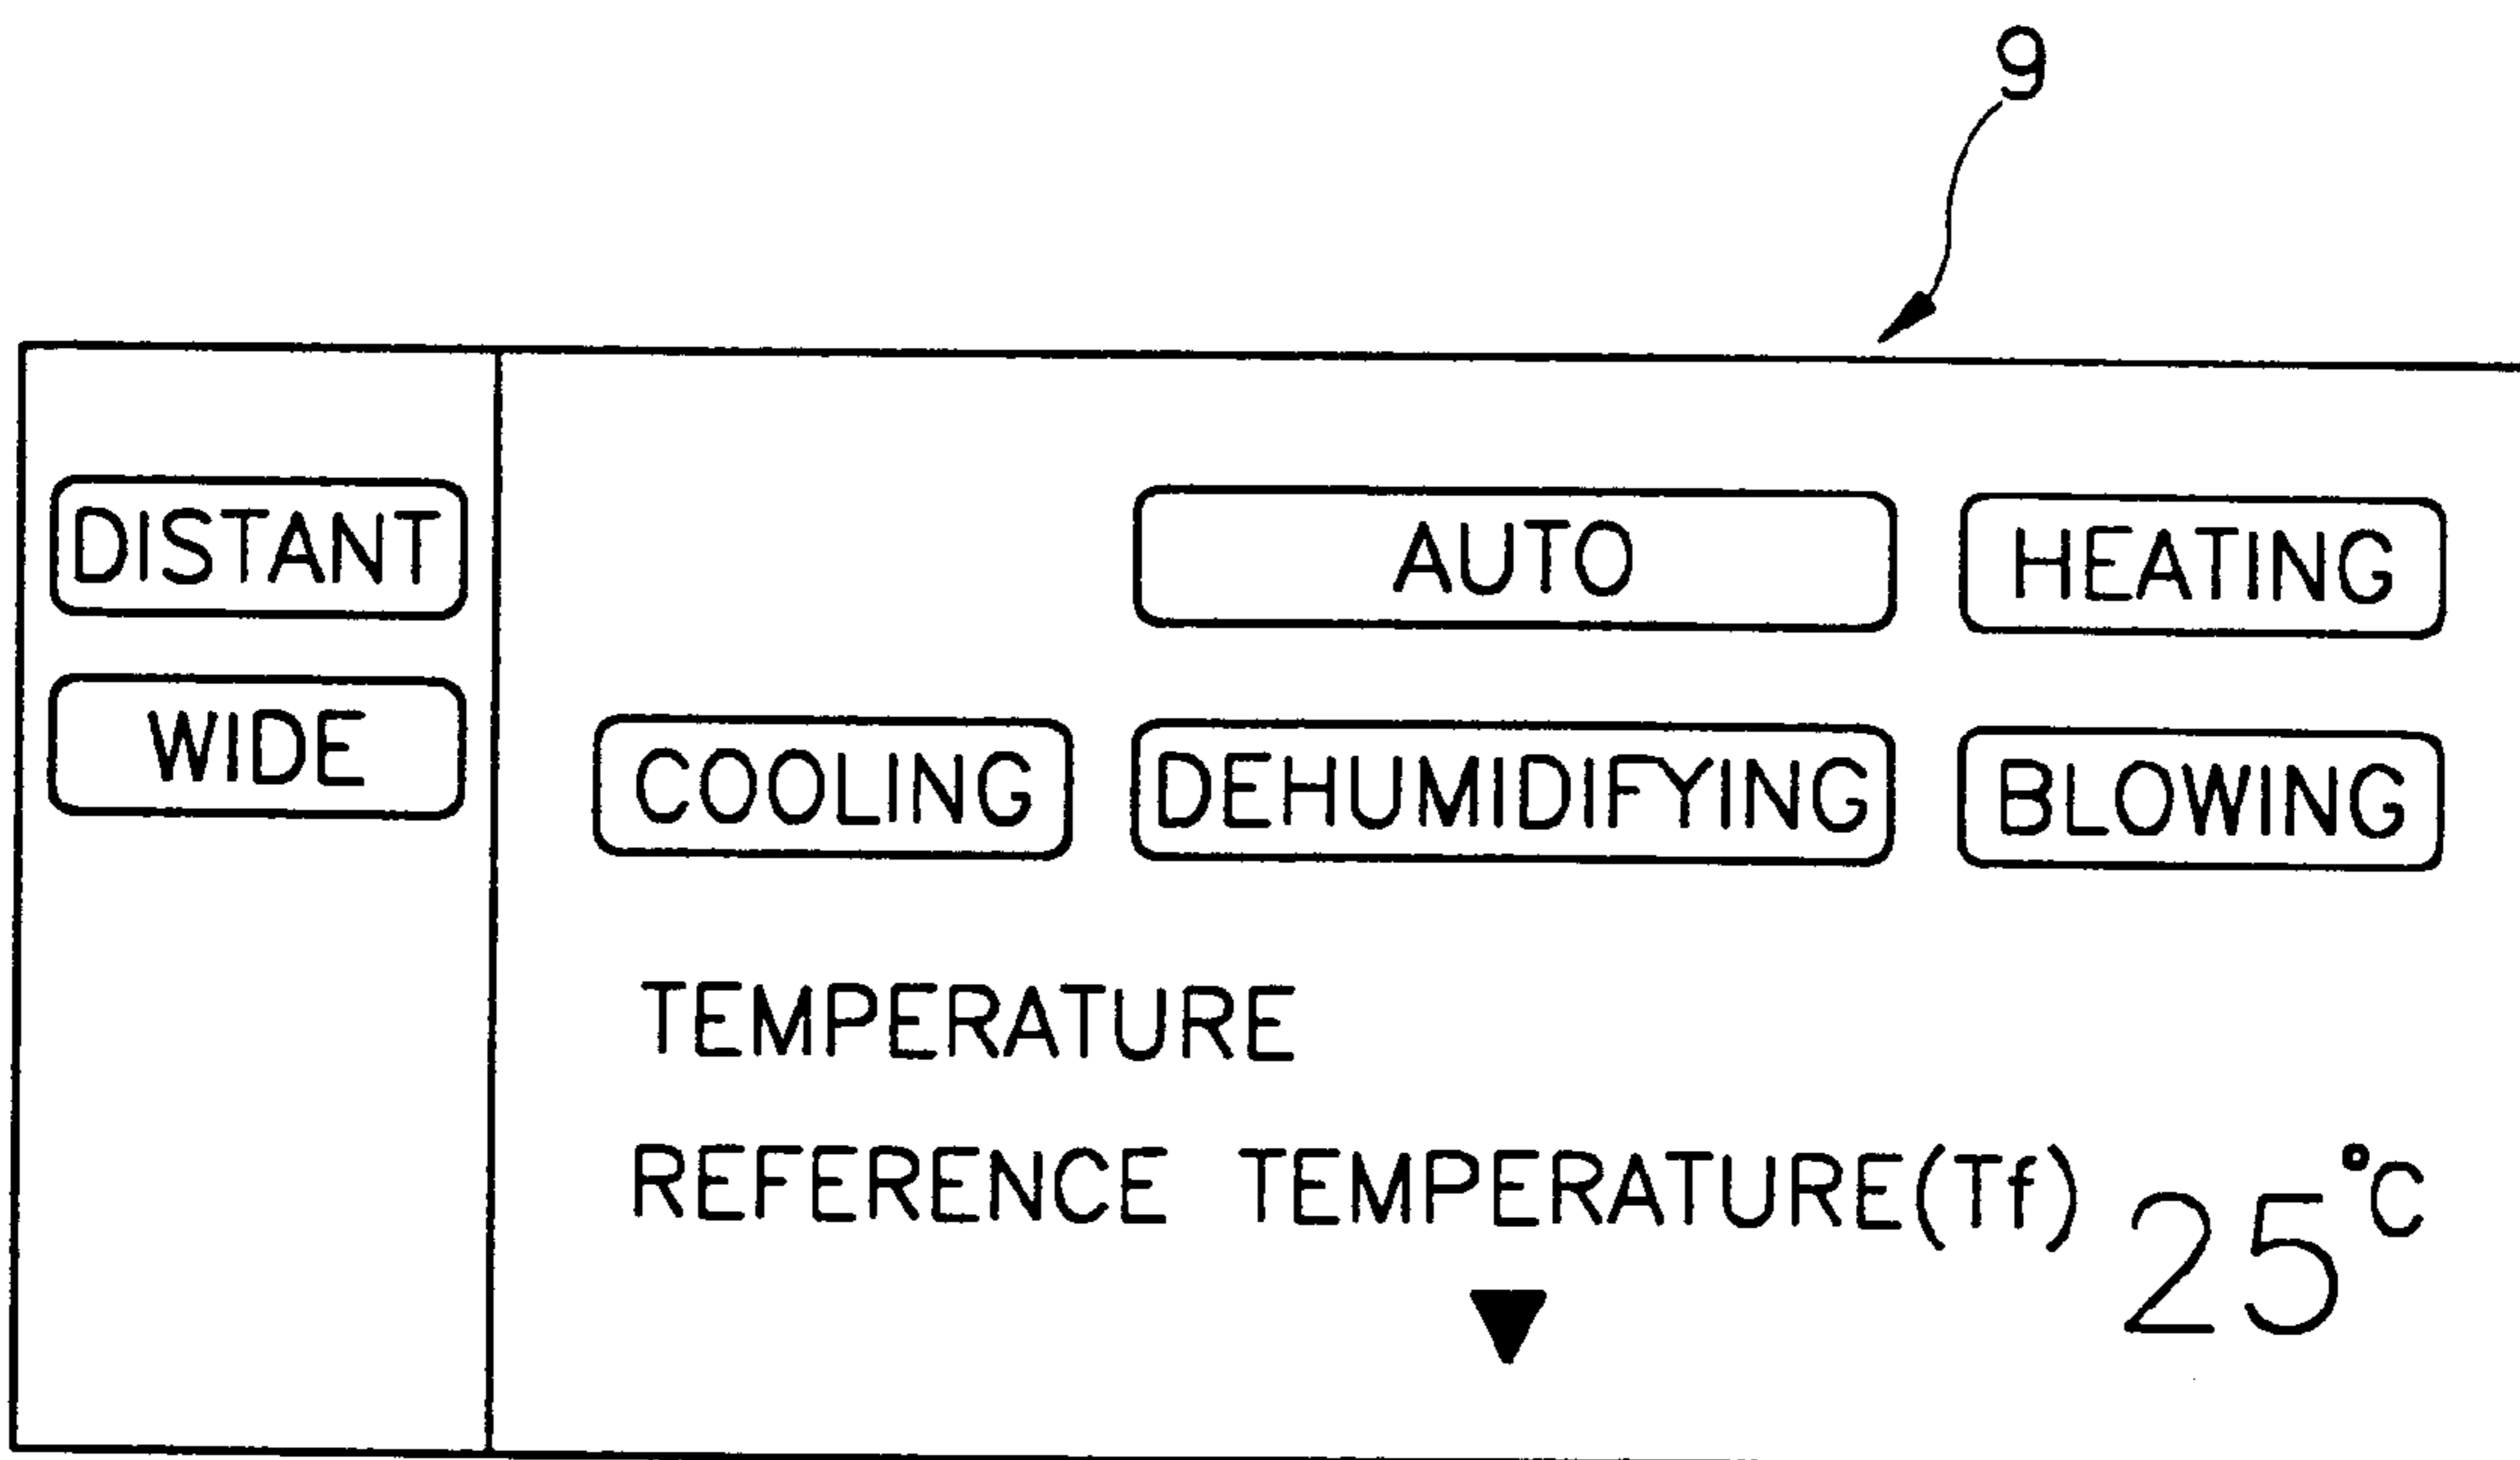 9
DISTANT
WIDE
AUTO HEATING
COOLING DEHUMIDIFYING BLOWING
TEMPERATURE
REFERENCE TEMPERATURE(Tf) 25°C